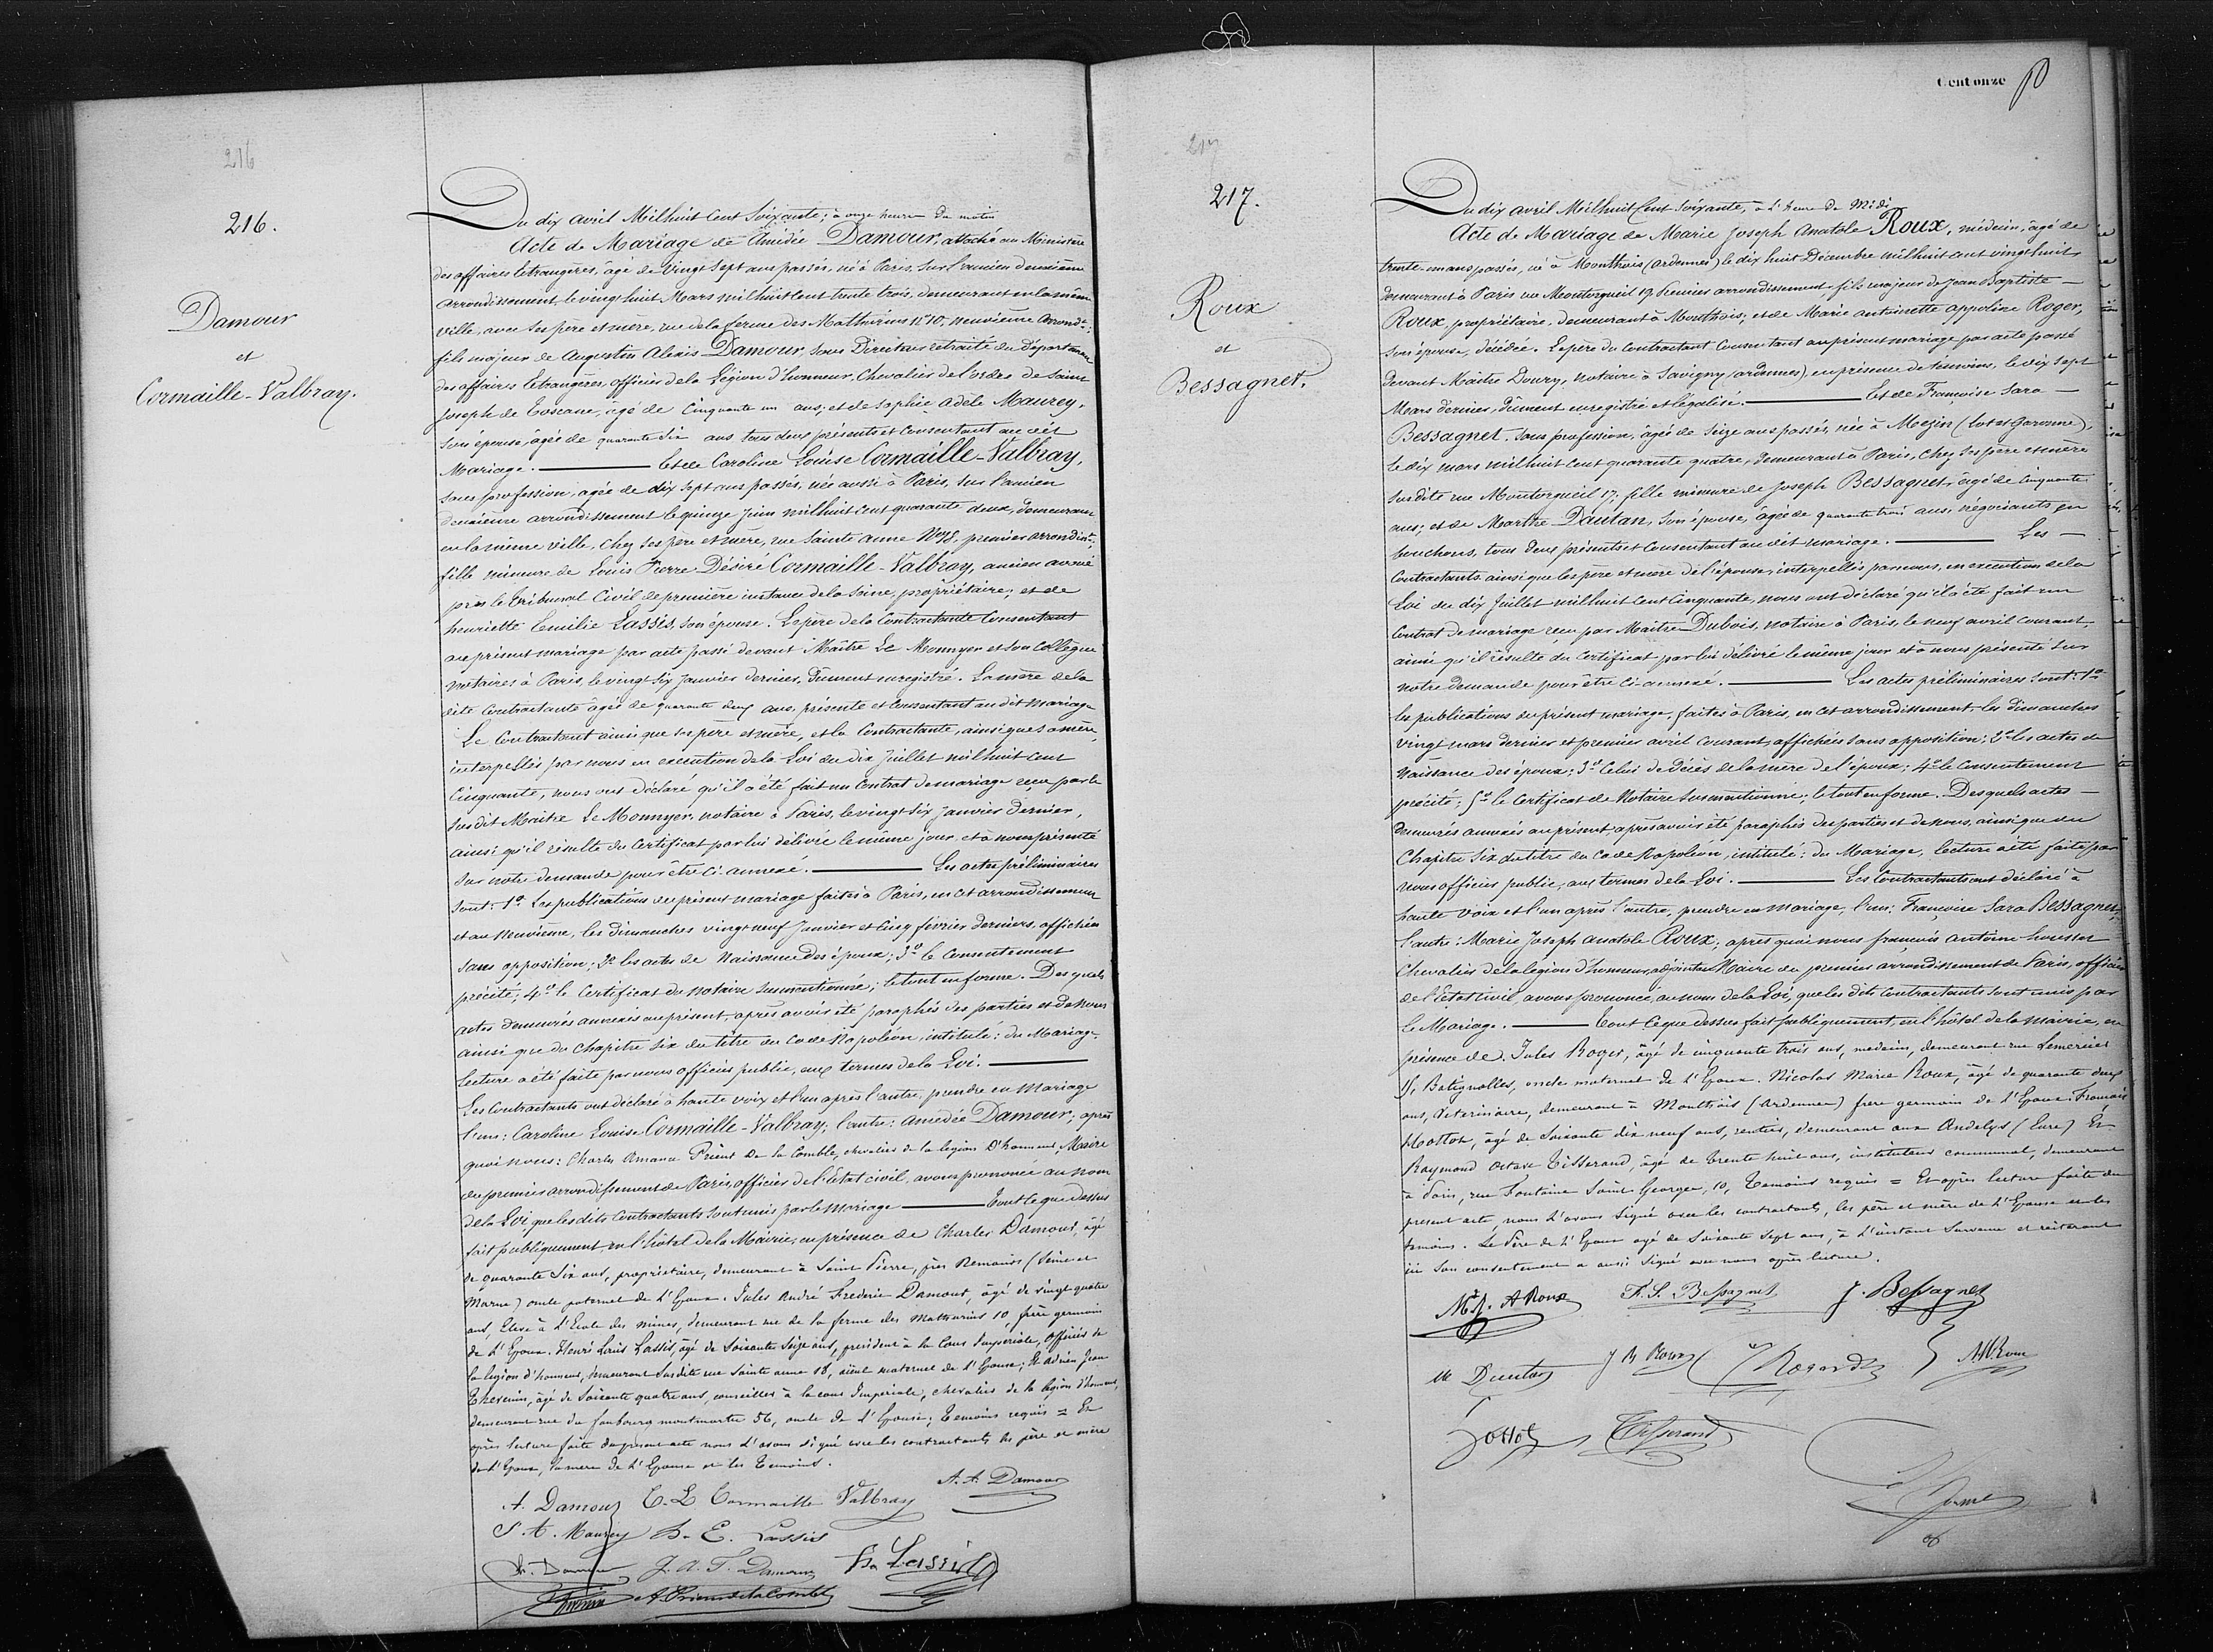 216
216.
Damour
et
Cormaille-Valbray.
Du dix avril Mil huit Cent Soixante, à onze heures du matin
Acte de Mariage de Amédée Damour, attaché au Ministère
des affaires Etrangères, âgé de Vingt Sept ans passés, né à Paris, sur l'ancien deuxième
arrondissement, le vingt huit Mars mil huit cent trente trois, demeurant en la même
ville, avec ses père et mère, rue de la ferme des Mathurins No 10, neuvième arrondt;
fils majeur de Augustin Alexis Damour, Sous Directeur retraité du Département
des affaires Etrangères, officier de la Légion d'honneur, Chevalier de l'ordre de Saint
Joseph de Toscane, âgé de Cinquante un ans; et de Sophie Adèle Maurey,
son épouse, âgée de quarante six ans tous deux présents et Consentant au dit
Mariage. — Et de Caroline Louise Cormaille-Valbray,
sans profession, agée de dix sept ans passés, née aussi à Paris, sur l'ancien
deuxième arrondissement le quinze Juin mil huit cent quarante deux, demeurant
en la même ville, chez ses père et mère, rue Sainte Anne No 18, premier arrondismt;
fille mineure de Louis Pierre Désiré Cormaille-Valbray, ancien avoué
près le tribunal Civil de première instance de la Seine, propriétaire; et de
henriette Emilie Lassis, son épouse. Le père de la Contractante Consentant
au présent mariage par acte passé devant Maître Le Monnyer et son Collègue
notaires à Paris, le vingt six Janvier dernier, dûment enregistré. La mère de la
dite Contractante âgée de quarante deux ans, présente et consentant au dit mariage
Le Contractant ainsi que ses père et mère, et la Contractante, ainsi que sa mère,
interpellés par nous en exécution de la Loi du dix Juillet mil huit cent
Cinquante, nous ont déclaré qu'il a été fait un Contrat de mariage reçu par le
susdit Maître Le Monnyer, notaire à Paris, le vingt six Janvier dernier,
ainsi qu'il résulte du Certificat par lui délivré le même jour et à nous présenté
sur notre demande pour être Ci-annexé. — Les actes préliminaires
sont: 1o Les publications du présent mariage faites à Paris, en cet arrondissement
et au Neuvième, les dimanches vingt neuf Janvier et cinq février derniers, affichées
sans opposition; 2o les actes de Naissance des époux; 3o le Consentement
précité; 4o le Certificat du notaire susmentionné; le tout en forme. Des quels
actes demeurés annexés au présent, après avoir été paraphés des parties et de nous
ainsi que du Chapitre Six du titre du Code Napoléon, intitulé: du Mariage,
Lecture a été faite par nous officier public, aux termes de la Loi. —
Les Contractants ont déclaré à haute voix et l'un après l'autre, prendre en Mariage
l'un: Caroline Louise Cormaille-Valbray; l'autre: Amédée Damour; après
quoi nous: Charles Amance Prieur De la Comble, chevalier de la légion d'honneur, Maire
du premier arrondissement de Paris, officier de l'état civil, avons prononcé au nom
de la Loi que les dits Contractants sont unis par le Mariage — Tout ce que dessus
fait publiquement, en l'hôtel de la Mairie, en présence de Charles Damour, âgé
de quarante Six ans, propriétaire, demeurant à Saint Pierre, près Nemours (Seine et
Marne) oncle paternel de l'Epoux. Jules André Frederic Damour, âgé de vingt quatre
ans, Elève à l'Ecole des mines, demeurant rue de la ferme des Mathurins 10, frère germain
de l'Epoux. Henri Louis Lassis, âgé de Soixante Seize ans, président à la Cour Impériale, Officier de
la légion d'honneur, demeurant Susdite rue Sainte anne 18, aïeul maternel de l'Epouse; Et Adrien Jean
Thevenin, âgé de Soixante quatre ans, conseiller à la cour Impériale, chevalier de la légion d'honneur,
demeurant rue du faubourg montmartre 56, oncle de l'Epouse; Temoins requis = Et
après lecture faite du présent acte nous l'avons signé avec les contractants les père et mère
de l'Epoux, la mère de l'Epouse et les Temoins.
A. Damour C. L. Cormaille Valbray A. A. Damour
S. A. Maurey H. E. Lassis
Ch. Damour J. A. F. Damour Lassis
Thevenin A. Prieur de la Comble
Cent onze
217
217.
Roux
et
Bessagnet.
Du dix avril Mil huit Cent Soixante, à l'heure de Midi
Acte de Mariage de Marie Joseph Anatole Roux, médecin, âgé de
trente-un ans passés, né à Monthois (Ardennes) le dix huit Décembre mil huit cent vingt huit,
demeurant à Paris rue Montorgueil 17, Premier arrondissement, fils majeur de Jean Baptiste —
Roux, propriétaire, demeurant à Monthois; et de Marie antoinette appoline Roger,
son épouse, décédée. Le père du Contractant Consentant au présent mariage par acte passé
devant Maître Doury, notaire à Savigny (ardennes), en présence de témoins, le dix sept
Mars dernier, dûment enregistré et légalisé. — Et de Françoise Sara —
Bessagnet, sans profession, âgée de Seize ans passés, née à Mezin (Lot et Garonne),
le dix mars mil huit cent quarante quatre, demeurant à Paris, chez ses père et mère
susdite rue Montorgueil 17; fille mineure de Joseph Bessagnet, âgé de Cinquante
ans; et de Marthe Dautan, son épouse, âgée de quarante trois ans, négociants en
bouchons, tous deux présents et Consentant au dit mariage. — Les —
Contractants ainsi que les père et mère de l'épouse, interpellés par nous, en exécution de la
Loi du dix Juillet mil huit cent Cinquante, nous ont déclaré qu'il a été fait un
Contrat de mariage reçu par Maître Dubois, notaire à Paris, le neuf avril courant,
ainsi qu'il résulte du Certificat par lui délivré le même jour et à nous présenté sur
notre demande pour être Ci-annexé. — Les actes préliminaires sont: 1o
les publications du présent mariage, faites à Paris, en cet arrondissement, les dimanches
vingt mars dernier et premier avril courant, affichées sans opposition; 2o les actes de
Naissance des époux; 3o Celui de Décès de la mère de l'époux; 4o le Consentement
précité; 5o le Certificat de Notaire susmentionné; le tout en forme. Desquels actes —
demeurés annexés au présent après avoir été paraphés des parties et de nous, ainsi que du
Chapitre Six du titre du Code Napoléon, intitulé: du Mariage, lecture a été faite par
nous officier public, aux termes de la Loi. — Les Contractants ont déclaré à
haute voix et l'un après l'autre, prendre en mariage, l'un: Françoise Sara Bessagnet;
l'autre: Marie Joseph Anatole Roux; après quoi nous françois antoine
Chevalier de la légion d'honneur, adjoint au Maire du premier arrondissement de Paris, officier
de l'Etat Civil, avons prononcé, au nom de la Loi, que les dits Contractants sont unis par
le Mariage. — Tout ce que dessus fait publiquement, en l'hôtel de la Mairie, en
présence de Jules Roger, âgé de cinquante trois ans, medecin, demeurant rue Lemercier
Batignolles, oncle maternel de l'Epoux. Nicolas Marie Roux, âgé de quarante deux
ans, Veterinaire, demeurant à Monthois (Ardennes) frère germain de l'Epoux. François
Hottot, âgé de Soixante dix neuf ans, rentier, demeurant aux Andelys (Eure) Et
Raymond Octave Tisserand, âgé de trente huit ans, instituteur communal, demeurant
à Paris, rue Fontaine Saint Georges, 10, Temoins requis = Et après lecture faite du
present acte, nous l'avons signé avec les contractants, les père et mère de l'Epouse et les
temoins. Le Père de l'Epoux agé de Soixante Sept ans, à l'instant Survenu et réitérant
ici son consentement a aussi Signé avec nous après lecture.
M. J. A Roux F. S. Bessagnet J. Bessagnet
M Dautan J B Roux N M Roux
Hottot Tisserand